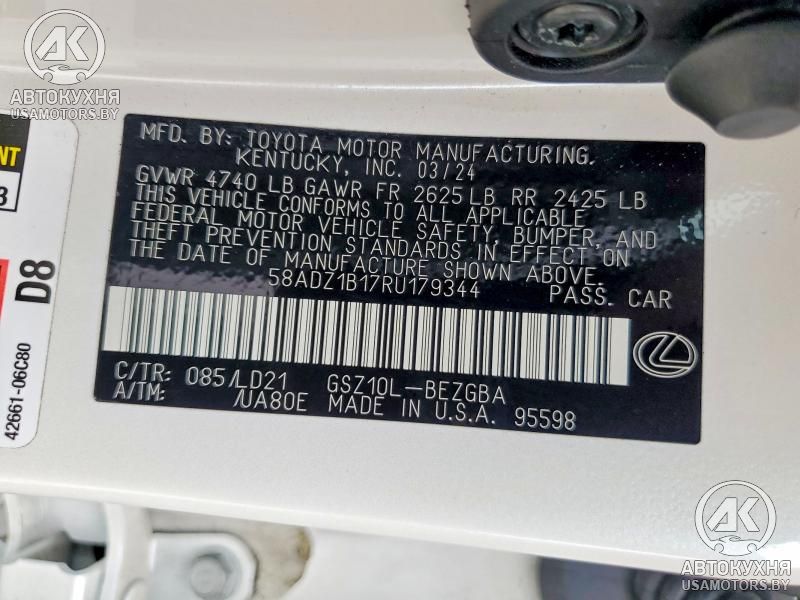 АК
АВТОКУХНЯ
USAMOTORS.BY
MFD. BY: TOYOTA MOTOR MANUFACTURING,
KENTUCKY, INC. 03/24
GVWR 4740 LB GAWR FR 2625 LB RR 2425 LB
THIS VEHICLE CONFORMS TO ALL APPLICABLE
FEDERAL MOTOR VEHICLE SAFETY, BUMPER, AND
THEFT PREVENTION STANDARDS IN EFFECT ON
THE DATE OF MANUFACTURE SHOWN ABOVE.
58ADZ1B17RU179344 PASS. CAR
C/TR: 085/LD21 GSZ10L-BEZGBA
A/TM: /UA80E MADE IN U.S.A. 95598
D8
42661-06C80
АК
АВТОКУХНЯ
USAMOTORS.BY